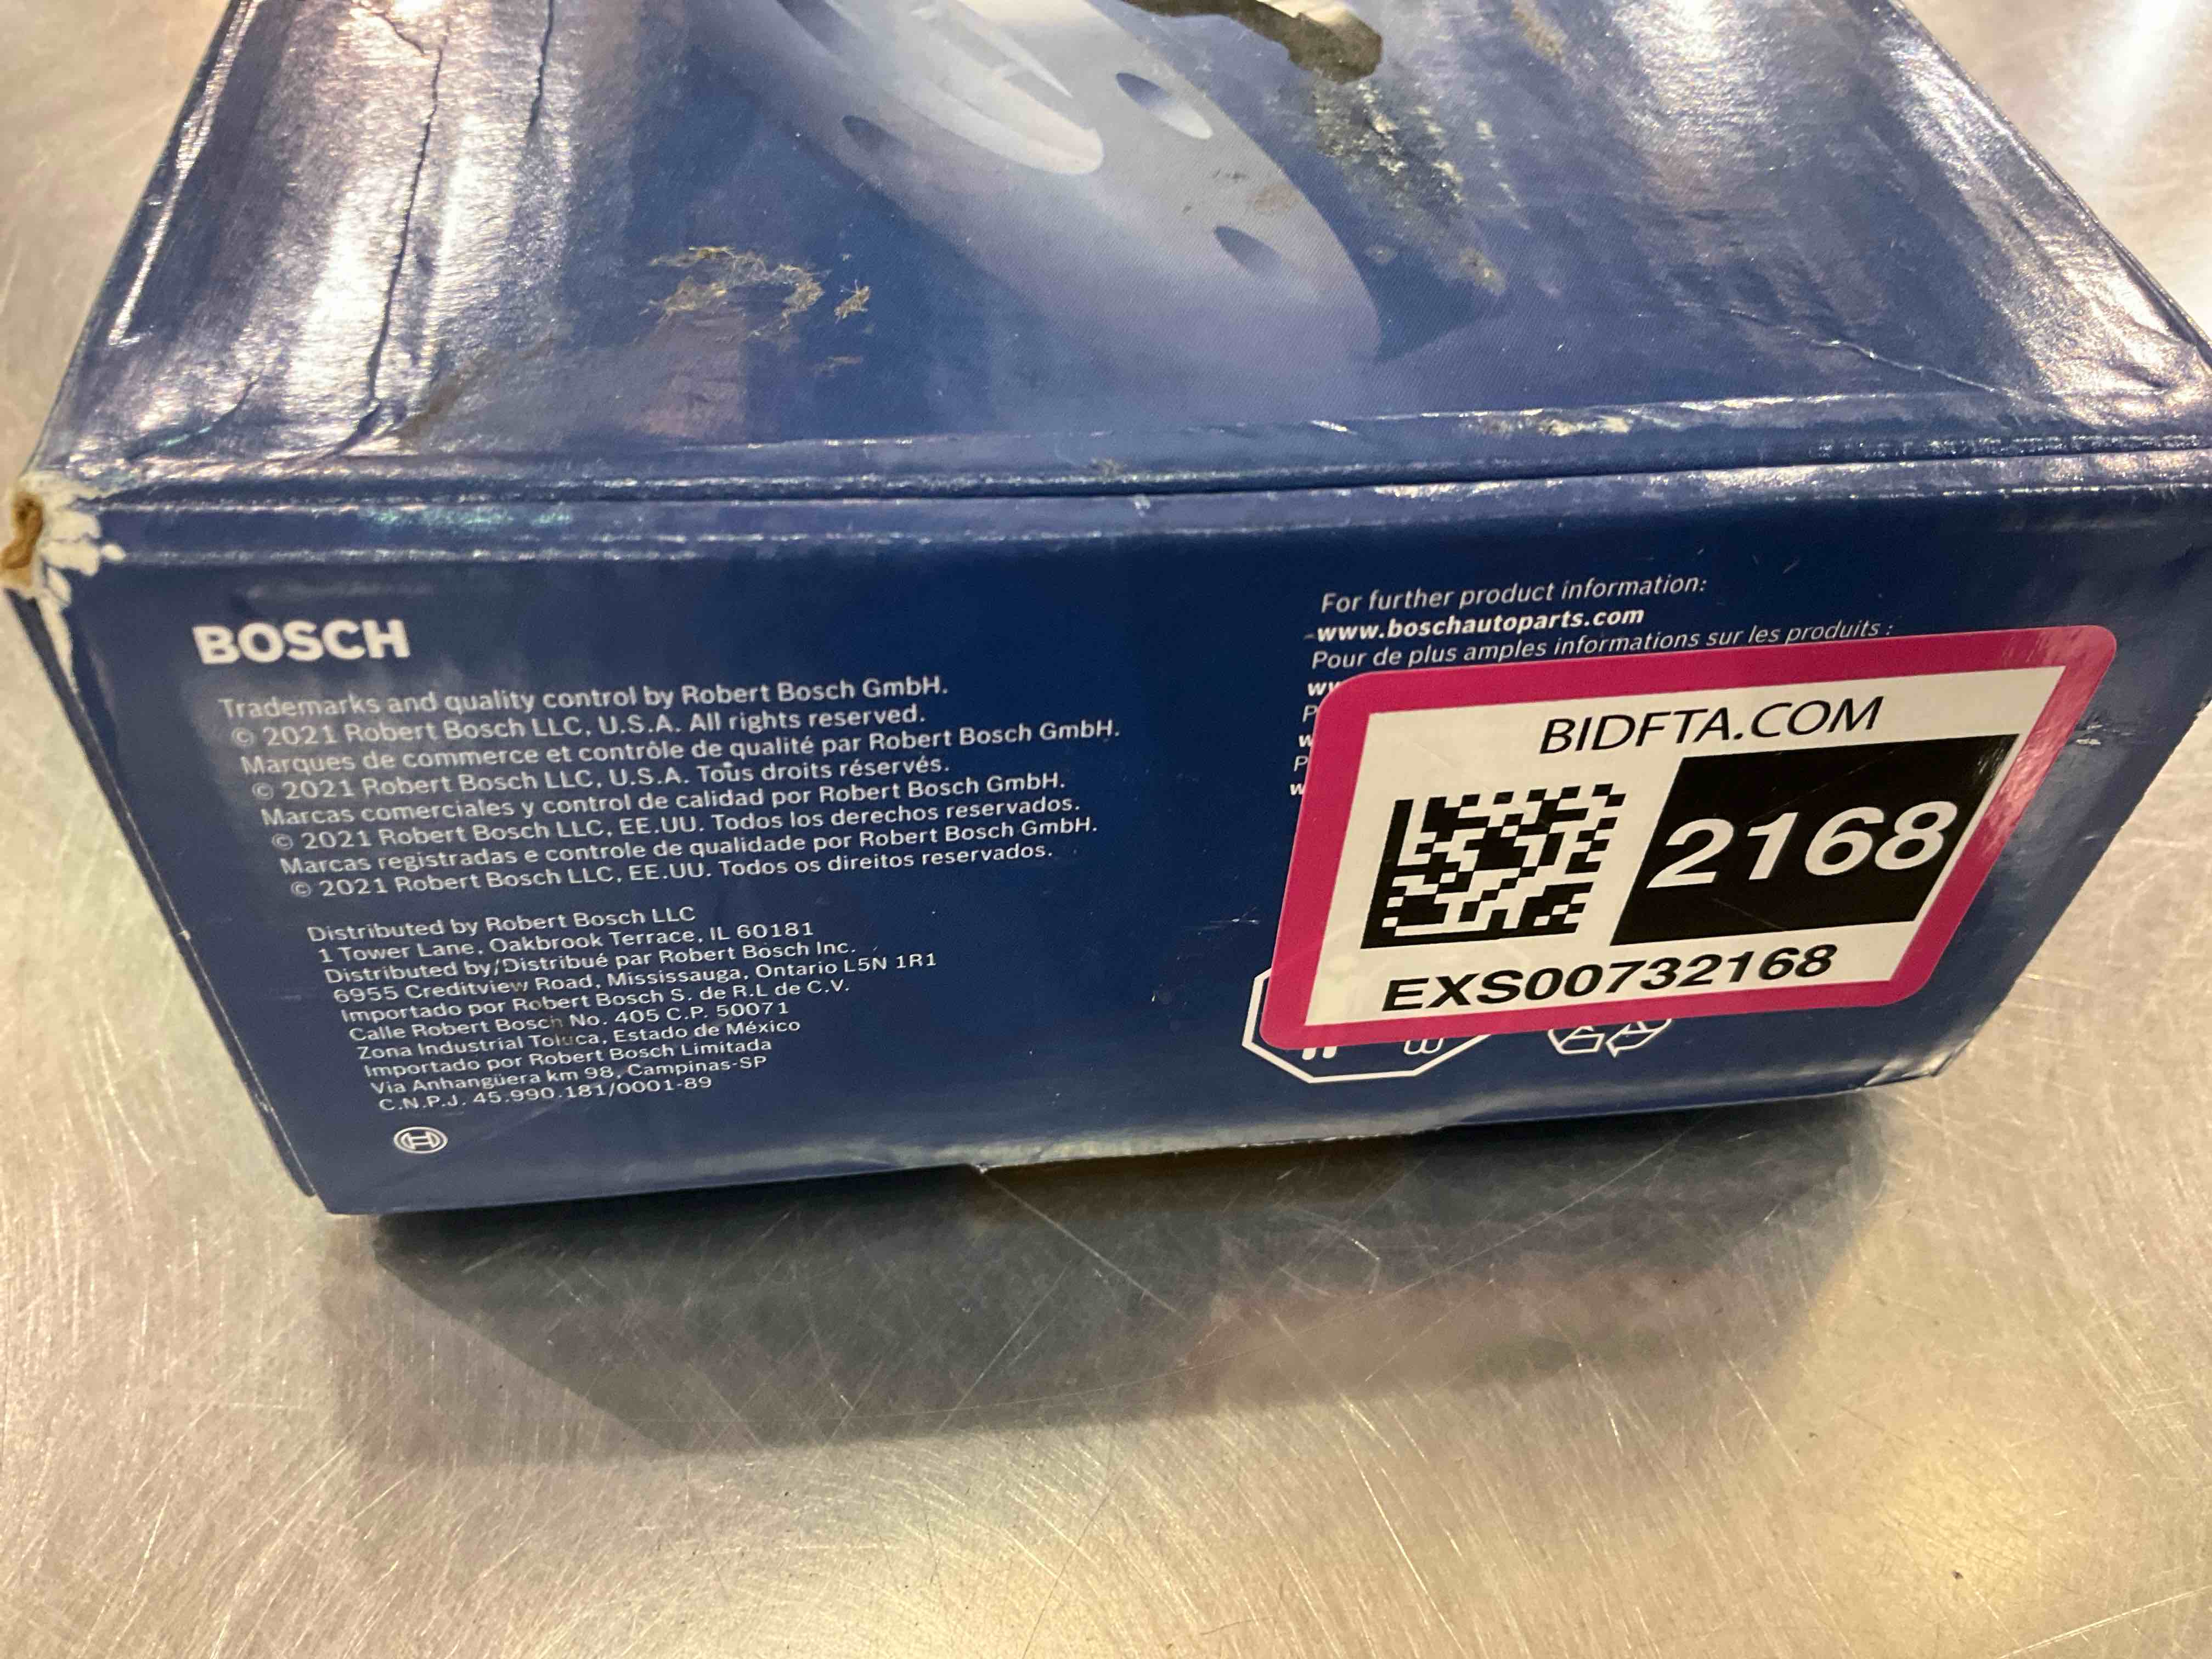 BOSCH
Trademarks and quality control by Robert Bosch GmbH.
© 2021 Robert Bosch LLC, U.S.A. All rights reserved.
Marques de commerce et contrôle de qualité par Robert Bosch GmbH.
© 2021 Robert Bosch LLC, U.S.A. Tous droits réservés.
Marcas comerciales y control de calidad por Robert Bosch GmbH.
© 2021 Robert Bosch LLC, EE.UU. Todos los derechos reservados.
Marcas registradas e controle de qualidade por Robert Bosch GmbH.
© 2021 Robert Bosch LLC, EE.UU. Todos os direitos reservados.
Distributed by Robert Bosch LLC
1 Tower Lane, Oakbrook Terrace, IL 60181
Distributed by/Distribué par Robert Bosch Inc.
6955 Creditview Road, Mississauga, Ontario L5N 1R1
Importado por Robert Bosch S. de R.L de C.V.
Calle Robert Bosch No. 405 C.P. 50071
Zona Industrial Toluca, Estado de México
Importado por Robert Bosch Limitada
Via Anhangüera km 98, Campinas-SP
C.N.P.J. 45.990.181/0001-89
For further product information:
www.boschautoparts.com
Pour de plus amples informations sur les produits :
BIDFTA.COM
2168
EXS00732168